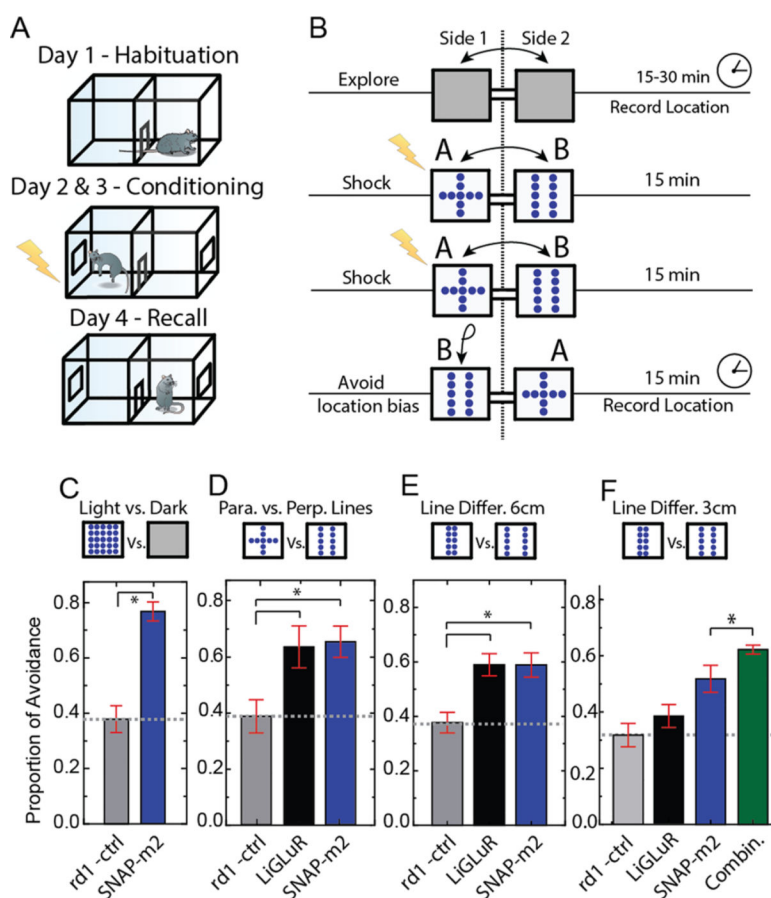 A
Day 1 - Habituation
Day 2 & 3 - Conditioning
Day 4 - Recall
B
Side 1 Side 2
Explore
15-30 min
Record Location
A B
Shock
15 min
A B
Shock
15 min
B A
Avoid
location bias
15 min
Record Location
C
Light vs. Dark
Vs.
D
Para. vs. Perp. Lines
Vs.
E
Line Differ. 6cm
Vs.
F
Line Differ. 3cm
Vs.
Proportion of Avoidance
0.8
0.6
0.4
0.2
0.0
*
rd1 -ctrl
SNAP-m2
0.8
0.6
0.4
0.2
0.0
*
rd1 -ctrl
LiGLuR
SNAP-m2
0.8
0.6
0.4
0.2
0.0
*
rd1 -ctrl
LiGLuR
SNAP-m2
0.8
0.6
0.4
0.2
0.0
*
rd1 -ctrl
LiGLuR
SNAP-m2
Combin.